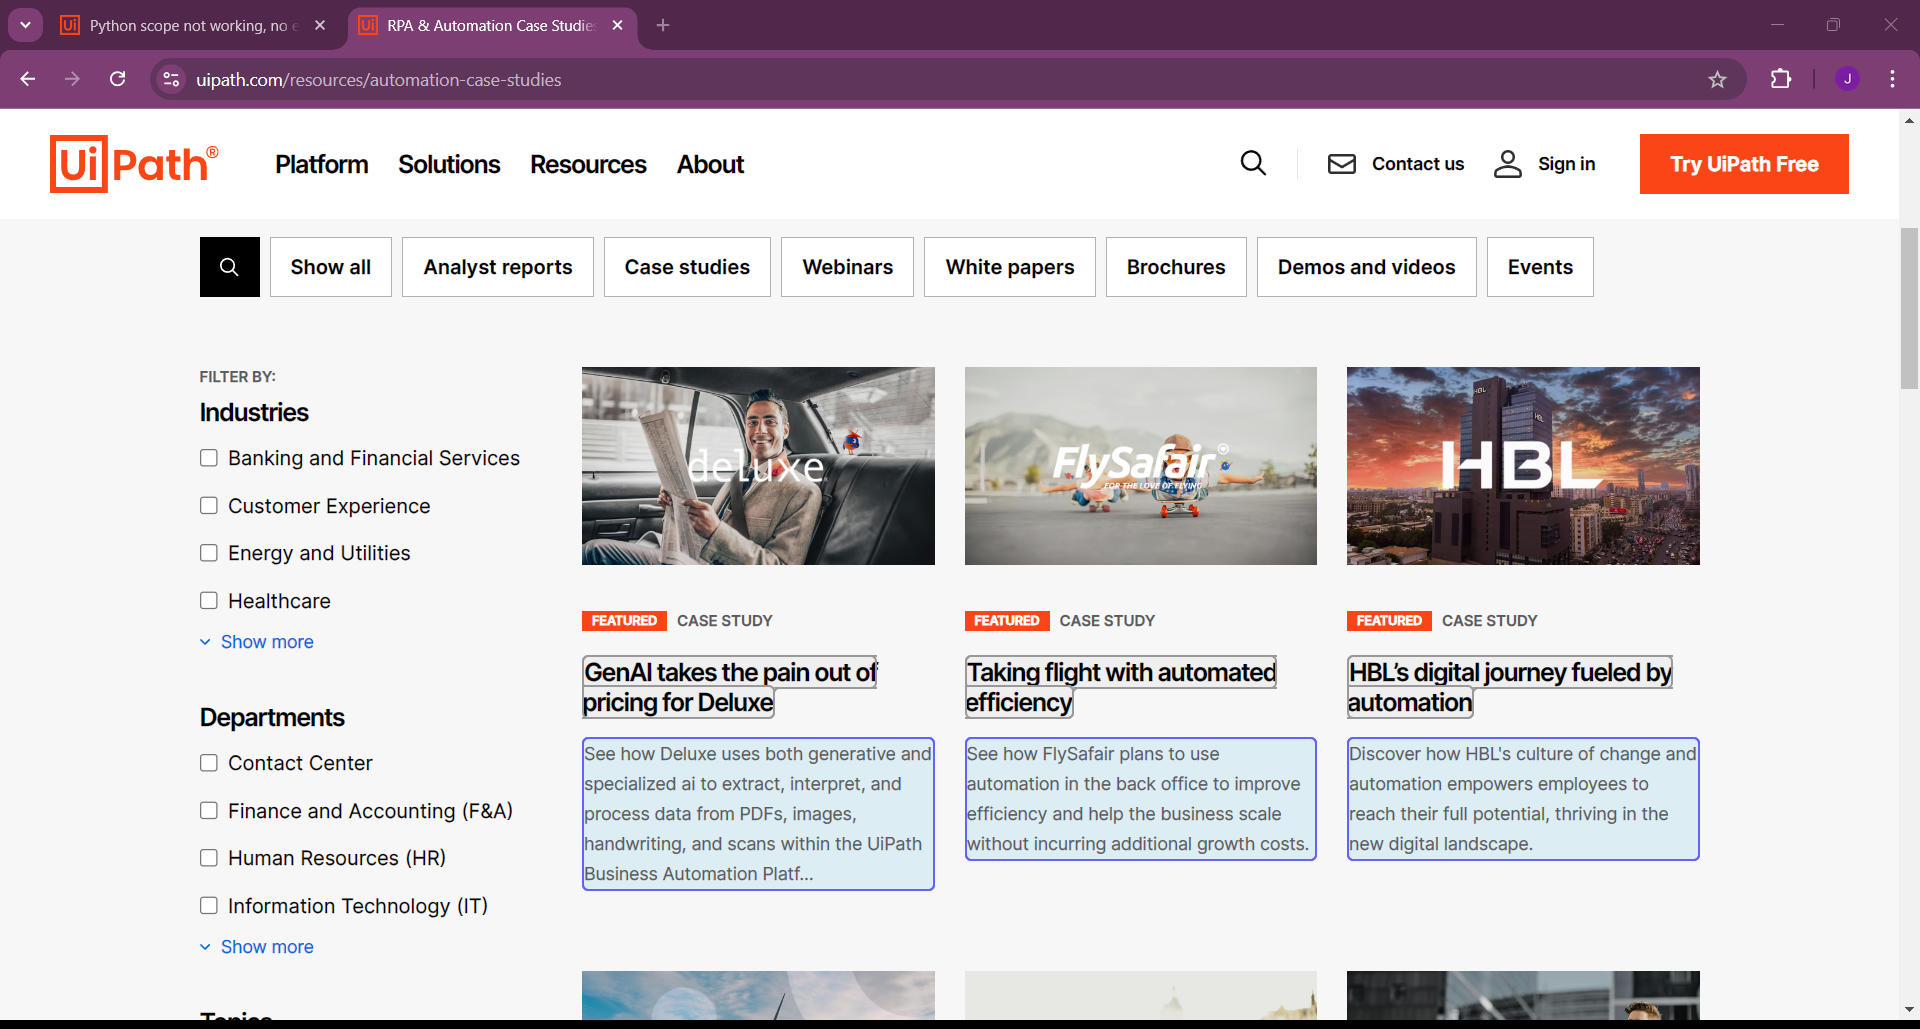 Python scope not working, no e
RPA & Automation Case Studies
uipath.com/resources/automation-case-studies
J
UiPath®
Platform
Solutions
Resources
About
Contact us
Sign in
Try UiPath Free
Show all
Analyst reports
Case studies
Webinars
White papers
Brochures
Demos and videos
Events
FILTER BY:
Industries
Banking and Financial Services
Customer Experience
Energy and Utilities
Healthcare
Show more
Departments
Contact Center
Finance and Accounting (F&A)
Human Resources (HR)
Information Technology (IT)
Show more
Topics
deluxe
FEATURED CASE STUDY
GenAI takes the pain out of
pricing for Deluxe
See how Deluxe uses both generative and
specialized ai to extract, interpret, and
process data from PDFs, images,
handwriting, and scans within the UiPath
Business Automation Platf...
FlySafair
FOR THE LOVE OF FLYING
FEATURED CASE STUDY
Taking flight with automated
efficiency
See how FlySafair plans to use
automation in the back office to improve
efficiency and help the business scale
without incurring additional growth costs.
HBL
HBL
HBL
FEATURED CASE STUDY
HBL’s digital journey fueled by
automation
Discover how HBL's culture of change and
automation empowers employees to
reach their full potential, thriving in the
new digital landscape.